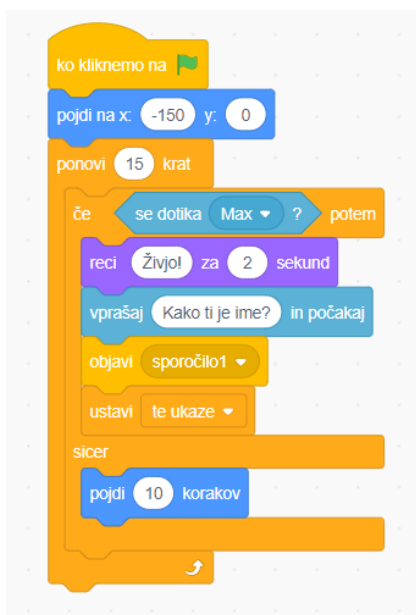 ko kliknemo na
pojdi na x: -150 y: 0
ponovi 15 krat
če se dotika Max ? potem
reci Živjo! za 2 sekund
vprašaj Kako ti je ime? in počakaj
objavi sporočilo1
ustavi te ukaze
sicer
pojdi 10 korakov